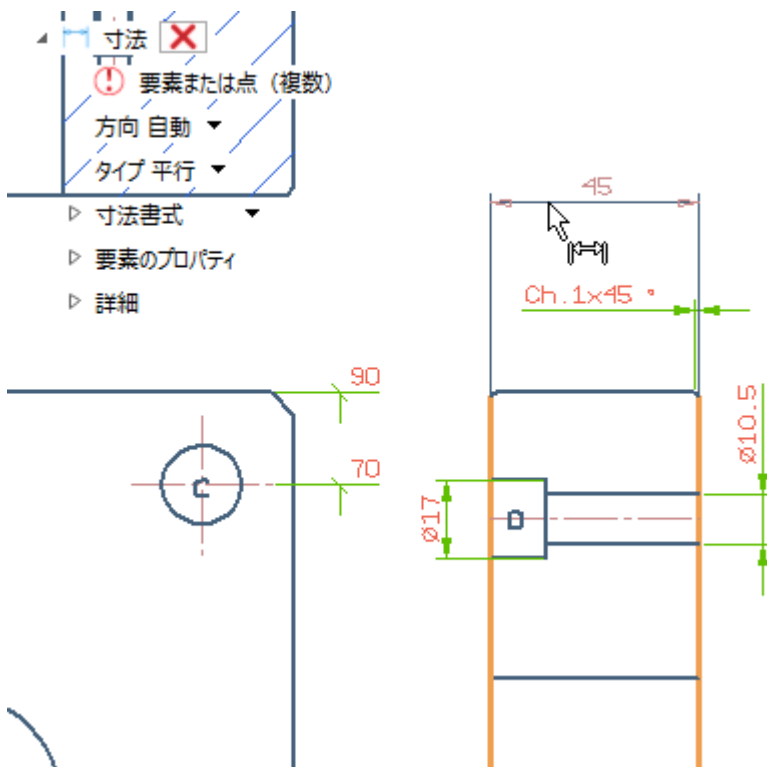 寸法
要素または点（複数）
方向 自動
タイプ 平行
寸法書式
要素のプロパティ
詳細
45
Ch.1x45 °
90
70
C
ø17
D
ø10.5